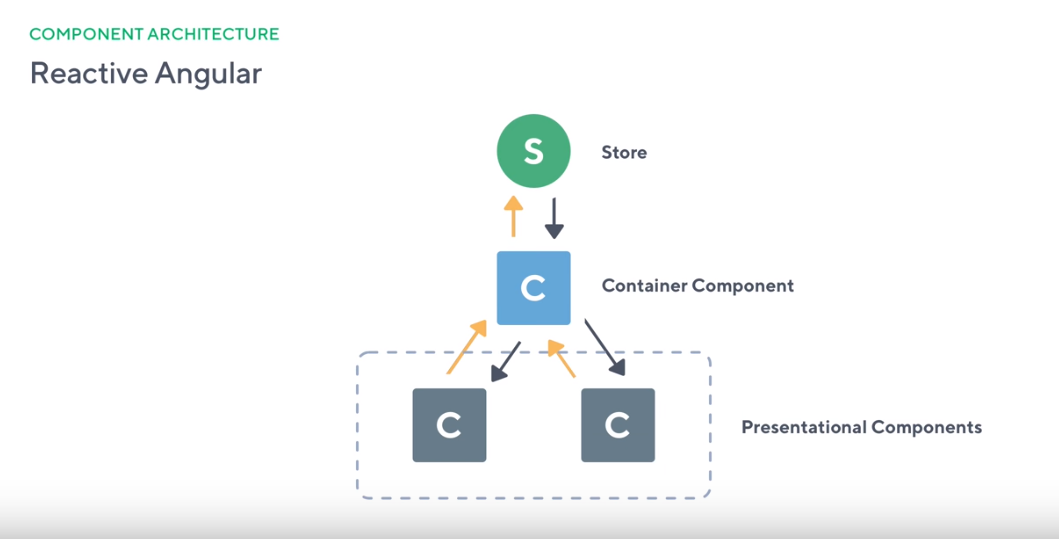 COMPONENT ARCHITECTURE
Reactive Angular
S
Store
C
Container Component
C
C
Presentational Components